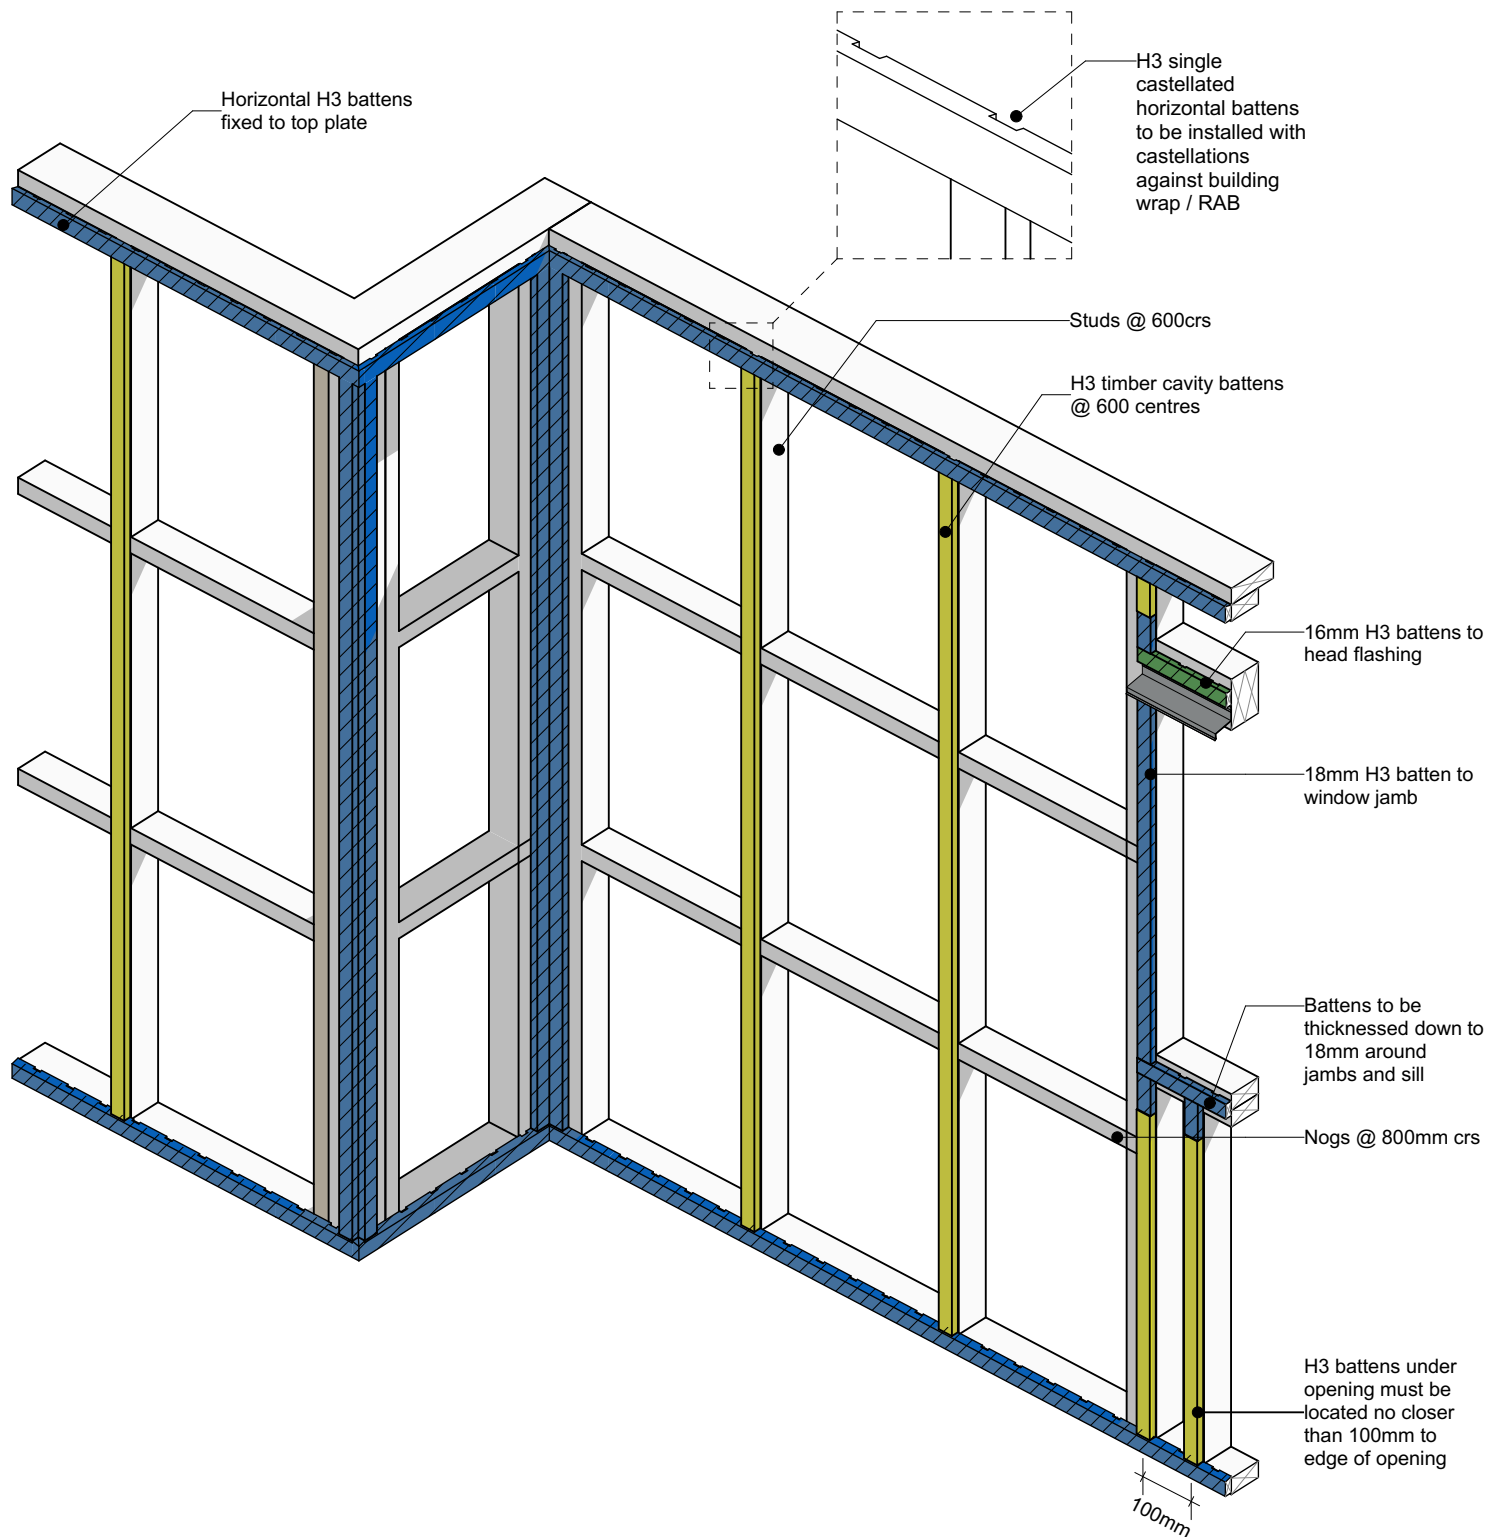 H3 single
castellated
horizontal battens
to be installed with
castellations
against building
wrap / RAB
Horizontal H3 battens
fixed to top plate
Studs @ 600crs
H3 timber cavity battens
@ 600 centres
16mm H3 battens to
head flashing
18mm H3 batten to
window jamb
Battens to be
thicknessed down to
18mm around
jambs and sill
Nogs @ 800mm crs
H3 battens under
opening must be
located no closer
than 100mm to
edge of opening
100mm